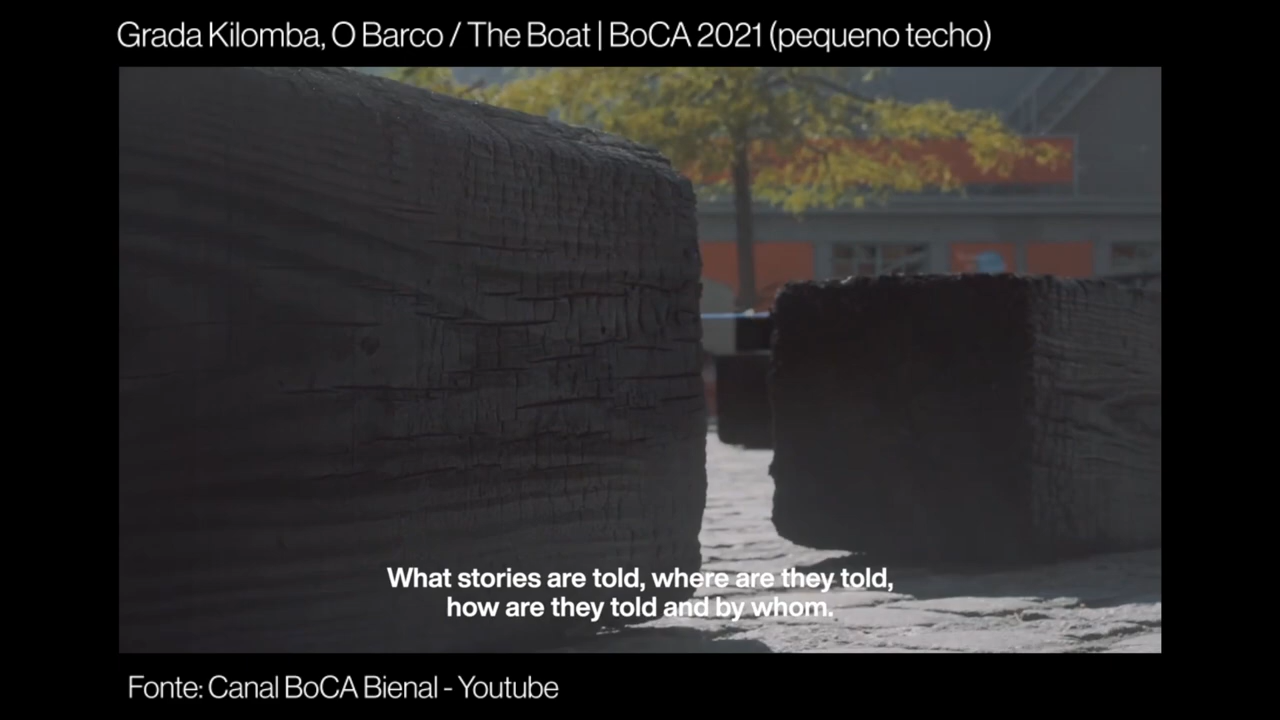 Grada Kilomba, O Barco / The Boat | BoCA 2021 (pequeno techo)
What stories are told, where are they told,
how are they told and by whom.
Fonte: Canal BoCA Bienal - Youtube